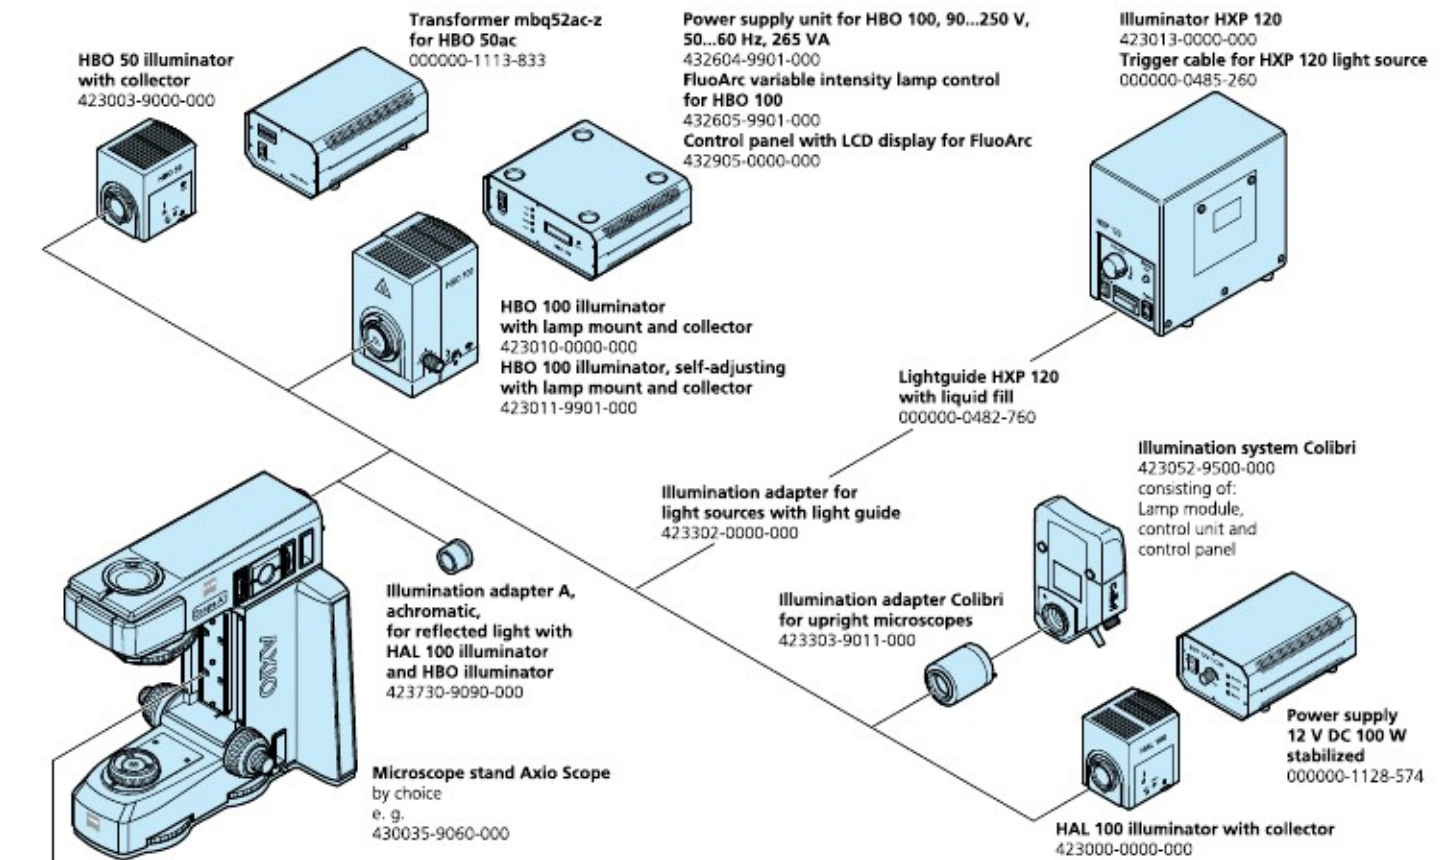 Transformer mbq52ac-z
for HBO 50ac
000000-1113-833
Power supply unit for HBO 100, 90...250 V,
50...60 Hz, 265 VA
432604-9901-000
FluoArc variable intensity lamp control
for HBO 100
432605-9901-000
Control panel with LCD display for FluoArc
432905-0000-000
Illuminator HXP 120
423013-0000-000
Trigger cable for HXP 120 light source
000000-0485-260
HBO 50 illuminator
with collector
423003-9000-000
HBO 50
HBO 100
HXP 120
HBO 100 illuminator
with lamp mount and collector
423010-0000-000
HBO 100 illuminator, self-adjusting
with lamp mount and collector
423011-9901-000
Lightguide HXP 120
with liquid fill
000000-0482-760
Illumination system Colibri
423052-9500-000
consisting of:
Lamp module,
control unit and
control panel
Illumination adapter for
light sources with light guide
423302-0000-000
Illumination adapter A,
achromatic,
for reflected light with
HAL 100 illuminator
and HBO illuminator
423730-9090-000
Illumination adapter Colibri
for upright microscopes
423303-9011-000
AXIO
Power supply
12 V DC 100 W
stabilized
000000-1128-574
HAL 100
Microscope stand Axio Scope
by choice
e. g.
430035-9060-000
HAL 100 illuminator with collector
423000-0000-000